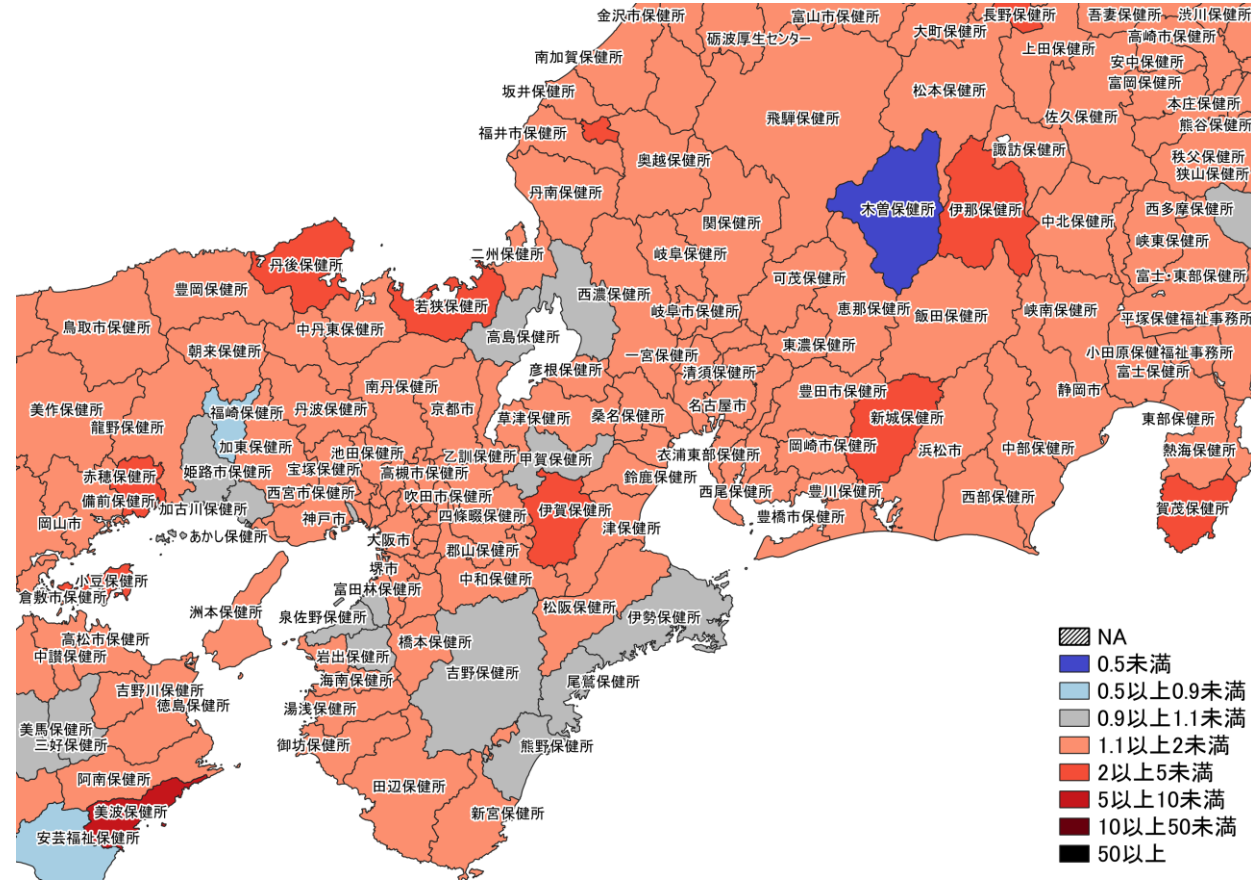 金沢市保健所
富山市保健所
長野保健所
吾妻保健所
渋川保健所
砺波厚生センター
大町保健所
高崎市保健所
南加賀保健所
上田保健所
安中保健所
坂井保健所
松本保健所
富岡保健所
本庄保健所
福井市保健所
飛騨保健所
佐久保健所
熊谷保健所
奥越保健所
諏訪保健所
秩父保健所
狭山保健所
丹南保健所
木曽保健所
伊那保健所
西多摩保健所
関保健所
中北保健所
峡東保健所
二州保健所
岐阜保健所
丹後保健所
可茂保健所
富士・東部保健所
豊岡保健所
若狭保健所
西濃保健所
恵那保健所
飯田保健所
峡南保健所
鳥取市保健所
中丹東保健所
高島保健所
岐阜市保健所
平塚保健福祉事務所
朝来保健所
東濃保健所
小田原保健福祉事務所
一宮保健所
彦根保健所
清須保健所
富士保健所
南丹保健所
豊田市保健所
静岡市
美作保健所
福崎保健所
丹波保健所
京都市
草津保健所
桑名保健所
名古屋市
新城保健所
東部保健所
龍野保健所
加東保健所
池田保健所
乙訓保健所
甲賀保健所
衣浦東部保健所
岡崎市保健所
浜松市
中部保健所
熱海保健所
赤穂保健所
姫路市保健所
宝塚保健所
高槻市保健所
鈴鹿保健所
備前保健所
西宮市保健所
吹田市保健所
西尾保健所
豊川保健所
西部保健所
加古川保健所
伊賀保健所
賀茂保健所
岡山市
神戸市
四條畷保健所
豊橋市保健所
あかし保健所
大阪市
郡山保健所
津保健所
小豆保健所
堺市
中和保健所
倉敷市保健所
富田林保健所
洲本保健所
泉佐野保健所
松阪保健所
伊勢保健所
高松市保健所
橋本保健所
中讃保健所
岩出保健所
吉野保健所
海南保健所
尾鷲保健所
吉野川保健所
徳島保健所
湯浅保健所
美馬保健所
三好保健所
御坊保健所
熊野保健所
阿南保健所
田辺保健所
美波保健所
新宮保健所
安芸福祉保健所
NA
0.5未満
0.5以上0.9未満
0.9以上1.1未満
1.1以上2未満
2以上5未満
5以上10未満
10以上50未満
50以上